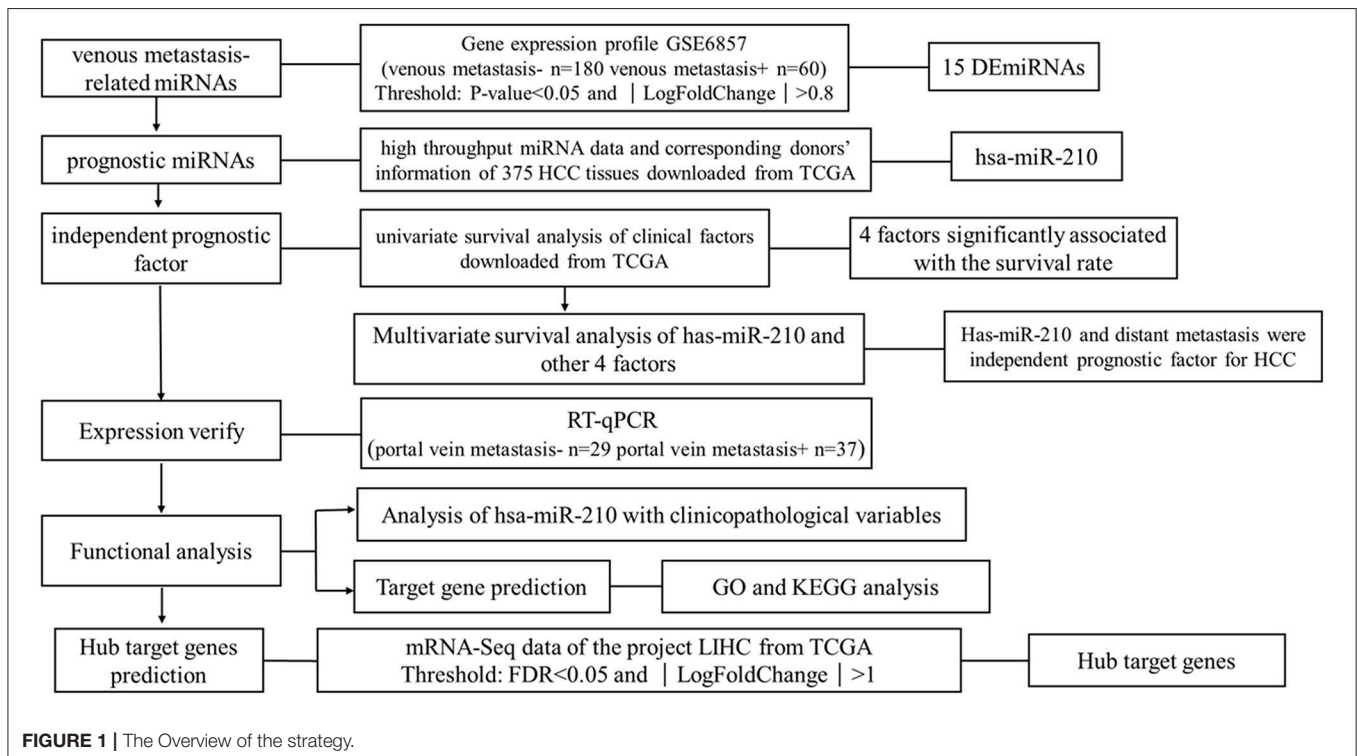 venous metastasis-
related miRNAs
Gene expression profile GSE6857
(venous metastasis- n=180 venous metastasis+ n=60)
Threshold: P-value<0.05 and | LogFoldChange | >0.8
15 DEmiRNAs
prognostic miRNAs
high throughput miRNA data and corresponding donors'
information of 375 HCC tissues downloaded from TCGA
hsa-miR-210
independent prognostic
factor
univariate survival analysis of clinical factors
downloaded from TCGA
4 factors significantly associated
with the survival rate
Multivariate survival analysis of has-miR-210 and
other 4 factors
Has-miR-210 and distant metastasis were
independent prognostic factor for HCC
Expression verify
RT-qPCR
(portal vein metastasis- n=29 portal vein metastasis+ n=37)
Functional analysis
Analysis of hsa-miR-210 with clinicopathological variables
Target gene prediction
GO and KEGG analysis
Hub target genes
prediction
mRNA-Seq data of the project LIHC from TCGA
Threshold: FDR<0.05 and | LogFoldChange | >1
Hub target genes
FIGURE 1 | The Overview of the strategy.